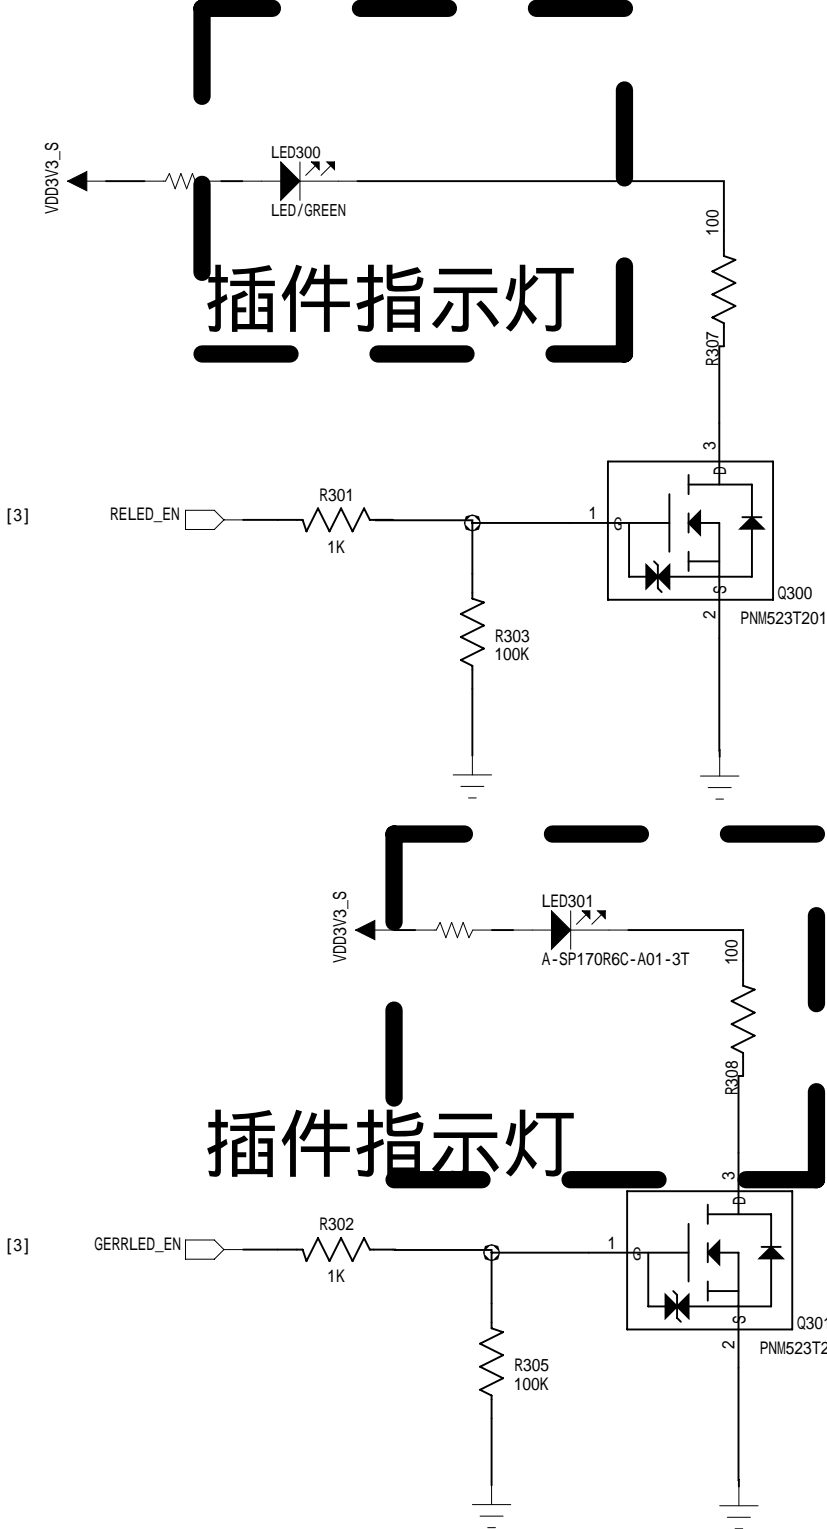 LED300
VDD3V3_S
LED/GREEN
100
插件指示灯
R307
3
D
R301
[3]
RELED_EN
1
G
1K
S
Q300
2
PNM523T201
R303
100K
LED301
VDD3V3_S
100
A-SP170R6C-A01-3T
R308
插件指示灯
3
D
R302
[3]
GERRLED_EN
1
G
1K
S
Q301
2
PNM523T2
R305
100K